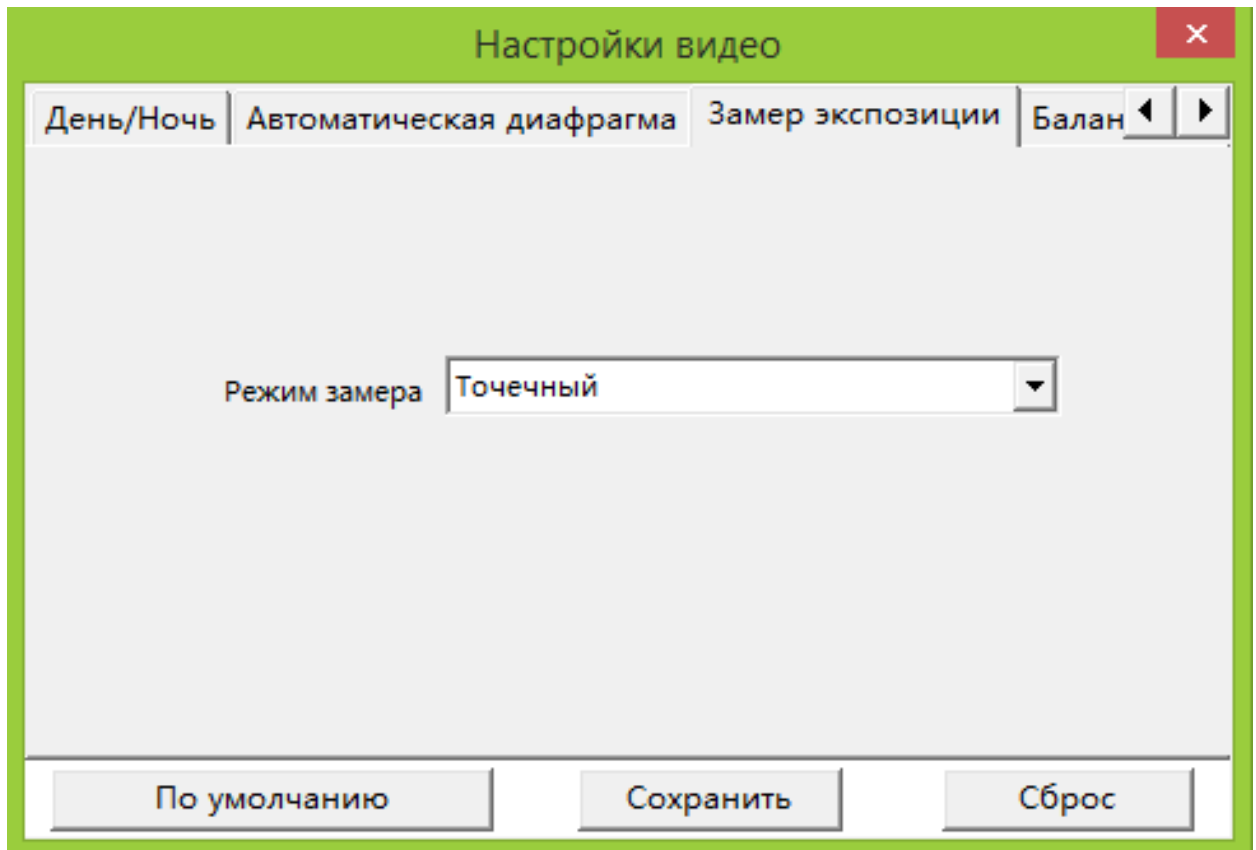 Настройки видео
День/Ночь Автоматическая диафрагма Замер экспозиции Балан
Режим замера Точечный
По умолчанию Сохранить Сброс